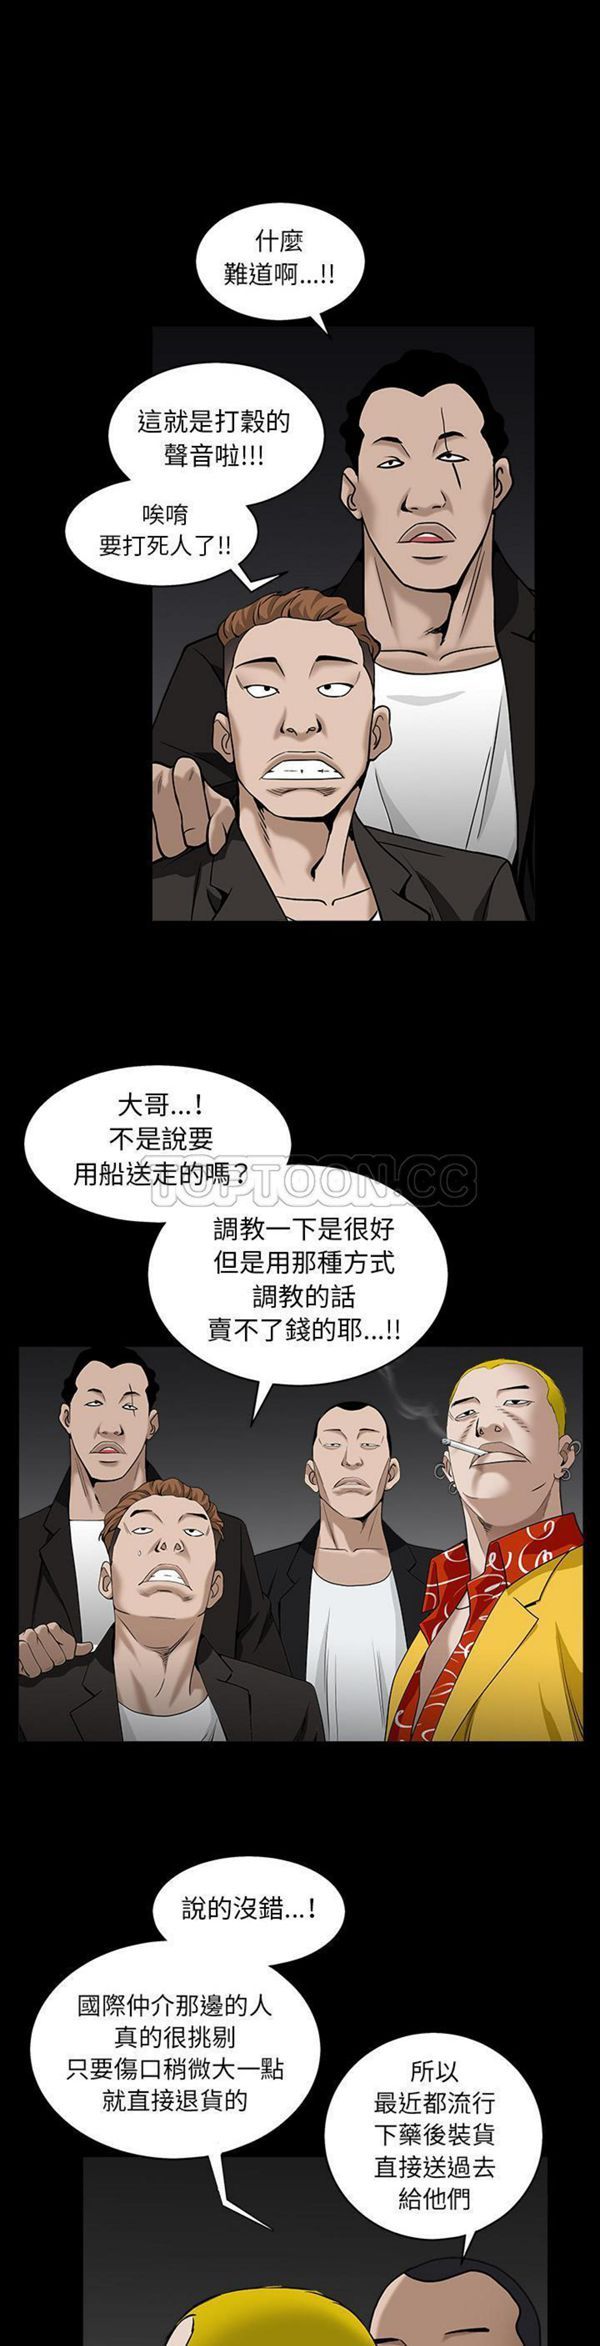 什麼
難道啊...!!
這就是打穀的
聲音啦!!!
唉唷
要打死人了!!
大哥...!
不是說要
用船送走的嗎？
TOPTOON.CC
調教一下是很好
但是用那種方式
調教的話
賣不了錢的耶...!!
說的沒錯...!
國際仲介那邊的人
真的很挑剔
只要傷口稍微大一點
就直接退貨的
所以
最近都流行
下藥後裝貨
直接送過去
給他們